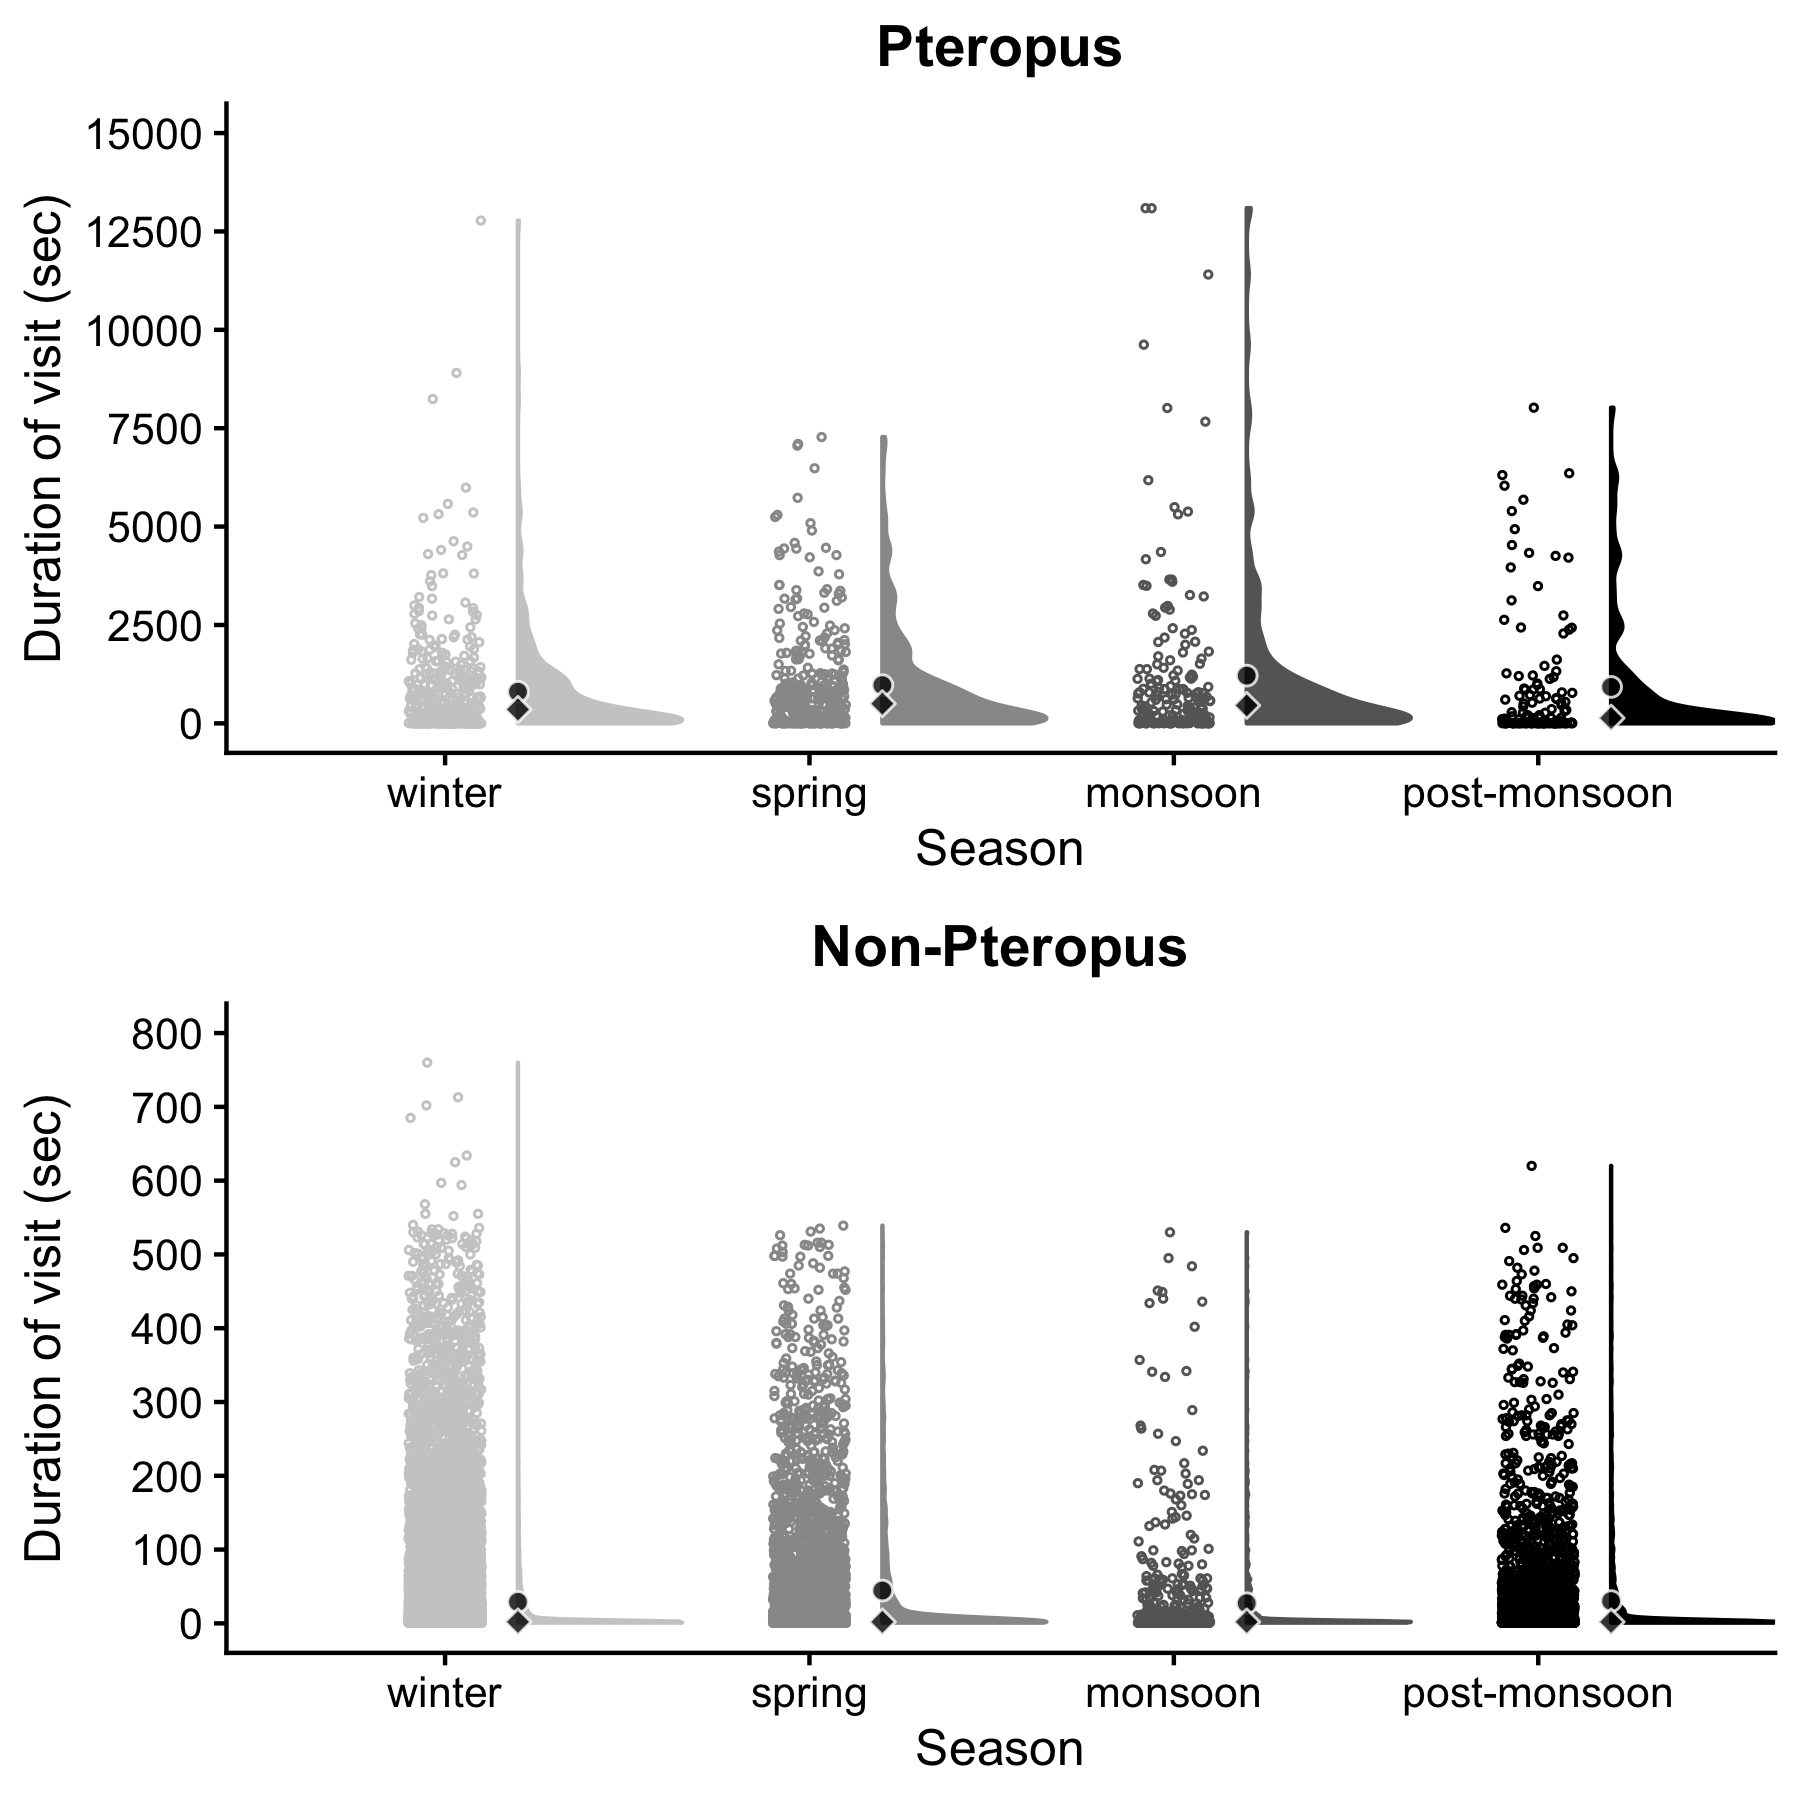 Pteropus
Duration of visit (sec)
15000
12500
10000
7500
5000
2500
0
winter spring monsoon post-monsoon
Season
Non-Pteropus
Duration of visit (sec)
800
700
600
500
400
300
200
100
0
winter spring monsoon post-monsoon
Season